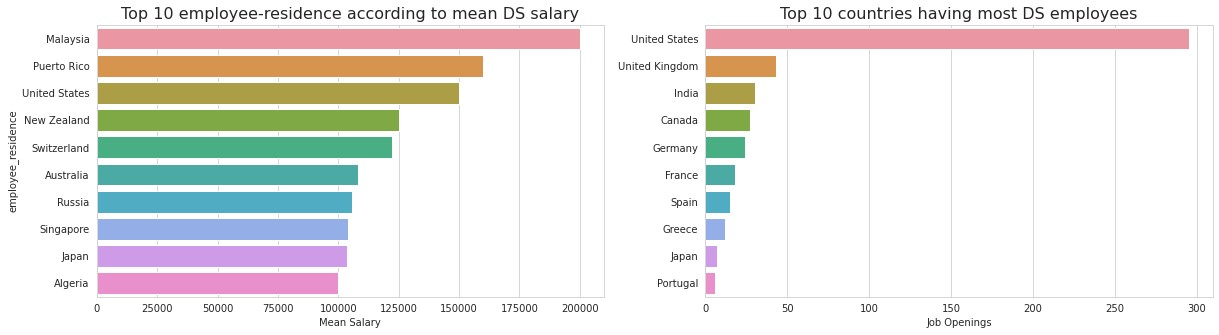 Top 10 employee-residence according to mean DS salary
employee_residence
Malaysia
Puerto Rico
United States
New Zealand
Switzerland
Australia
Russia
Singapore
Japan
Algeria
0 25000 50000 75000 100000 125000 150000 175000 200000
Mean Salary
Top 10 countries having most DS employees
United States
United Kingdom
India
Canada
Germany
France
Spain
Greece
Japan
Portugal
0 50 100 150 200 250 300
Job Openings